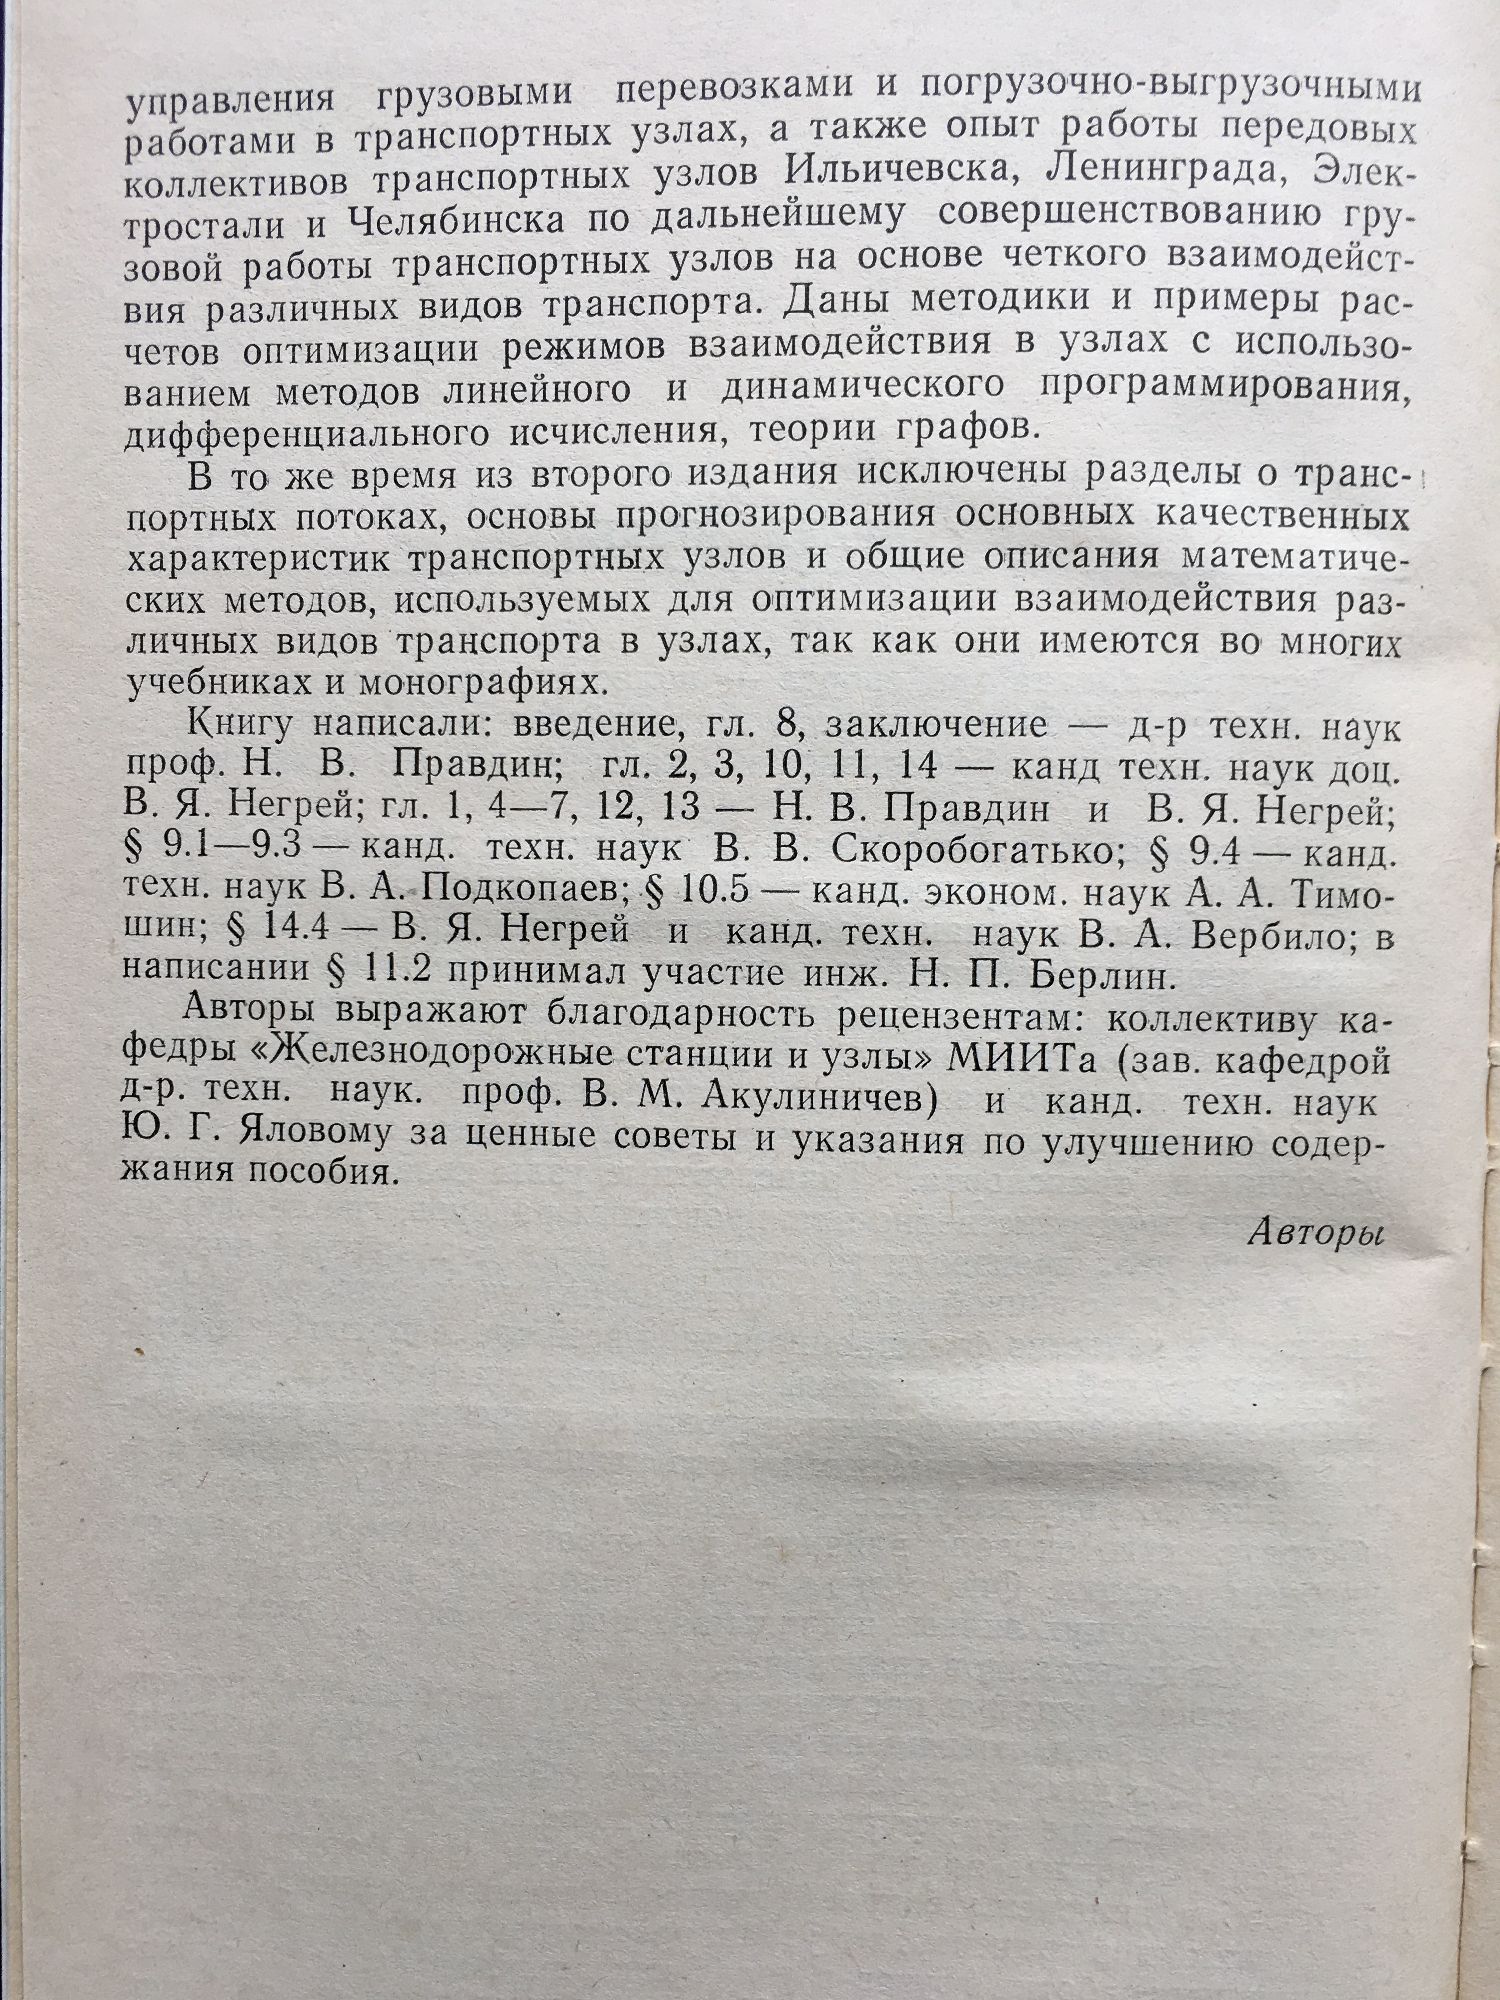 управления грузовыми перевозками и погрузочно-выгрузочными
работами в транспортных узлах, а также опыт работы передовых
коллективов транспортных узлов Ильичевска, Ленинграда, Элек-
тростали и Челябинска по дальнейшему совершенствованию гру-
зовой работы транспортных узлов на основе четкого взаимодейст-
вия различных видов транспорта. Даны методики и примеры рас-
четов оптимизации режимов взаимодействия в узлах с использо-
ванием методов линейного и динамического программирования,
дифференциального исчисления, теории графов.
В то же время из второго издания исключены разделы о транс-
портных потоках, основы прогнозирования основных качественных
характеристик транспортных узлов и общие описания математиче-
ских методов, используемых для оптимизации взаимодействия раз-
личных видов транспорта в узлах, так как они имеются во многих
учебниках и монографиях.
Книгу написали: введение, гл. 8, заключение — д-р техн. наук
проф. Н. В. Правдин; гл. 2, 3, 10, 11, 14 — канд техн. наук доц.
В. Я. Негрей; гл. 1, 4—7, 12, 13 — Н. В. Правдин и В. Я. Негрей;
§ 9.1—9.3 — канд. техн. наук В. В. Скоробогатько; § 9.4 — канд.
техн. наук В. А. Подкопаев; § 10.5 — канд. эконом. наук А. А. Тимо-
шин; § 14.4 — В. Я. Негрей и канд. техн. наук В. А. Вербило; в
написании § 11.2 принимал участие инж. Н. П. Берлин.
Авторы выражают благодарность рецензентам: коллективу ка-
федры «Железнодорожные станции и узлы» МИИТа (зав. кафедрой
д-р. техн. наук. проф. В. М. Акулиничев) и канд. техн. наук
Ю. Г. Яловому за ценные советы и указания по улучшению содер-
жания пособия.
Авторы